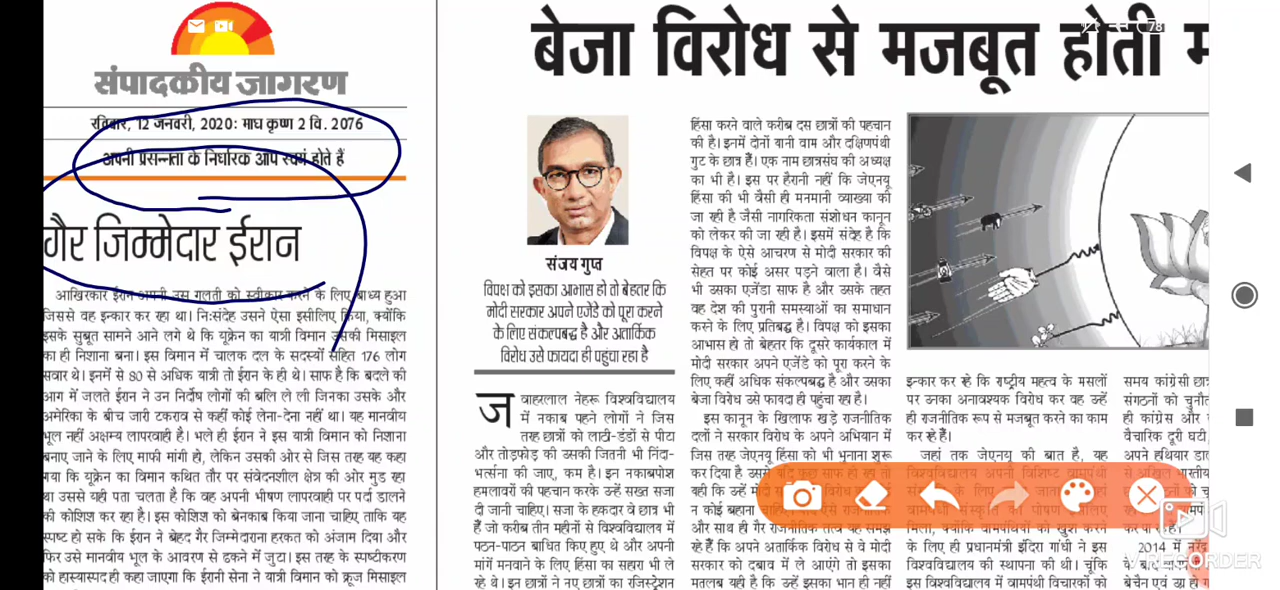 संपादकीय जागरण
रविवार, 12 जनवरी, 2020: माघ कृष्ण 2 वि. 2076
अपनी प्रसन्नता के निर्धारक आप स्वयं होते हैं
गैर जिम्मेदार ईरान
आखिरकार ईरान अपनी उस गलती को स्वीकार करने के लिए बाध्य हुआ
जिससे वह इन्कार कर रहा था। नि:संदेह उसने ऐसा इसीलिए किया, क्योंकि
इसके सुबूत सामने आने लगे थे कि यूक्रेन का यात्री विमान उसकी मिसाइल
का ही निशाना बना। इस विमान में चालक दल के सदस्यों सहित 176 लोग
सवार थे। इनमें से 80 से अधिक यात्री तो ईरान के ही थे। साफ है कि बदले की
आग में जलते ईरान ने उन निर्दोष लोगों की बलि ले ली जिनका उसके और
अमेरिका के बीच जारी टकराव से कहीं कोई लेना-देना नहीं था। यह मानवीय
भूल नहीं अक्षम्य लापरवाही है। भले ही ईरान ने इस यात्री विमान को निशाना
बनाए जाने के लिए माफी मांगी हो, लेकिन उसकी ओर से जिस तरह यह कहा
गया कि यूक्रेन का विमान कथित तौर पर संवेदनशील क्षेत्र की ओर मुड रहा
था उससे यही पता चलता है कि वह अपनी भीषण लापरवाही पर पर्दा डालने
की कोशिश कर रहा है। इस कोशिश को बेनकाब किया जाना चाहिए ताकि यह
स्पष्ट हो सके कि ईरान ने बेहद गैर जिम्मेदाराना हरकत को अंजाम दिया और
फिर उसे मानवीय भूल के आवरण से ढकने में जुटा। इस तरह के स्पष्टीकरण
को हास्यास्पद ही कहा जाएगा कि ईरानी सेना ने यात्री विमान को क्रूज मिसाइल
बेजा विरोध से मजबूत होती
संजय गुप्त
विपक्ष को इसका आभास हो तो बेहतर कि
मोदी सरकार अपने एजेंडे को पूरा करने
के लिए संकल्पबद्ध है और अतार्किक
विरोध उसे फायदा ही पहुंचा रहा है
जवाहरलाल नेहरू विश्वविद्यालय
में नकाब पहने लोगों ने जिस
तरह छात्रों को लाठी-डंडों से पीटा
और तोड़फोड़ की उसकी जितनी भी निंदा-
भर्त्सना की जाए, कम है। इन नकाबपोश
हमलावरों की पहचान करके उन्हें सख्त सजा
दी जानी चाहिए। सजा के हकदार वे छात्र भी
हैं जो करीब तीन महीनों से विश्वविद्यालय में
पठन-पाठन बाधित किए हुए थे और अपनी
मांगें मनवाने के लिए हिंसा का सहारा भी ले
रहे थे। इन छात्रों ने नए छात्रों का रजिस्ट्रेशन
हिंसा करने वाले करीब दस छात्रों की पहचान
की है। इनमें दोनों यानी वाम और दक्षिणपंथी
गुट के छात्र हैं। एक नाम छात्रसंघ की अध्यक्ष
का भी है। इस पर हैरानी नहीं कि जेएनयू
हिंसा की भी वैसी ही मनमानी व्याख्या की
जा रही है जैसी नागरिकता संशोधन कानून
को लेकर की जा रही है। इसमें संदेह है कि
विपक्ष के ऐसे आचरण से मोदी सरकार की
सेहत पर कोई असर पड़ने वाला है। वैसे
भी उसका एजेंडा साफ है और उसके तहत
वह देश की पुरानी समस्याओं का समाधान
करने के लिए प्रतिबद्ध है। विपक्ष को इसका
आभास हो तो बेहतर कि दूसरे कार्यकाल में
मोदी सरकार अपने एजेंडे को पूरा करने के
लिए कहीं अधिक संकल्पबद्ध है और उसका
बेजा विरोध उसे फायदा ही पहुंचा रहा है।
इस कानून के खिलाफ खड़े राजनीतिक
दलों ने सरकार विरोध के अपने अभियान में
जिस तरह जेएनयू हिंसा को भी भुनाना शुरू
कर दिया है उससे यदि कुछ साफ हो रहा तो
यही कि उन्हें मोदी
न कोई बहाना
और साथ ही गैर राजनीतिक तत्व यह समझ
रहे हैं कि अपने अतार्किक विरोध से वे मोदी
सरकार को दबाव में ले आएंगे तो इसका
मतलब यही है कि उन्हें इसका भान ही नहीं
इन्कार कर रहे कि राष्ट्रीय महत्व के मसलों
पर उनका अनावश्यक विरोध कर वह उन्हें
ही राजनीतिक रूप से मजबूत करने का काम
कर रहे हैं।
जहां तक जेएनयू की बात है, यह
विश्वविद्यालय अपनी विशिष्ट वामपंथी
मिला, क्योंकि वामपंथियों को खुश करने
के लिए ही प्रधानमंत्री इंदिरा गांधी ने इस
विश्वविद्यालय की स्थापना की थी। चूंकि
इस विश्वविद्यालय में वामपंथी विचारकों को
समय कांग्रेसी
संगठनों को
ही कांग्रेस और
वैचारिक दूरी घटी,
अपने हथियार
2014 में
के बाद
बेचैन एवं
78
VRECORDER